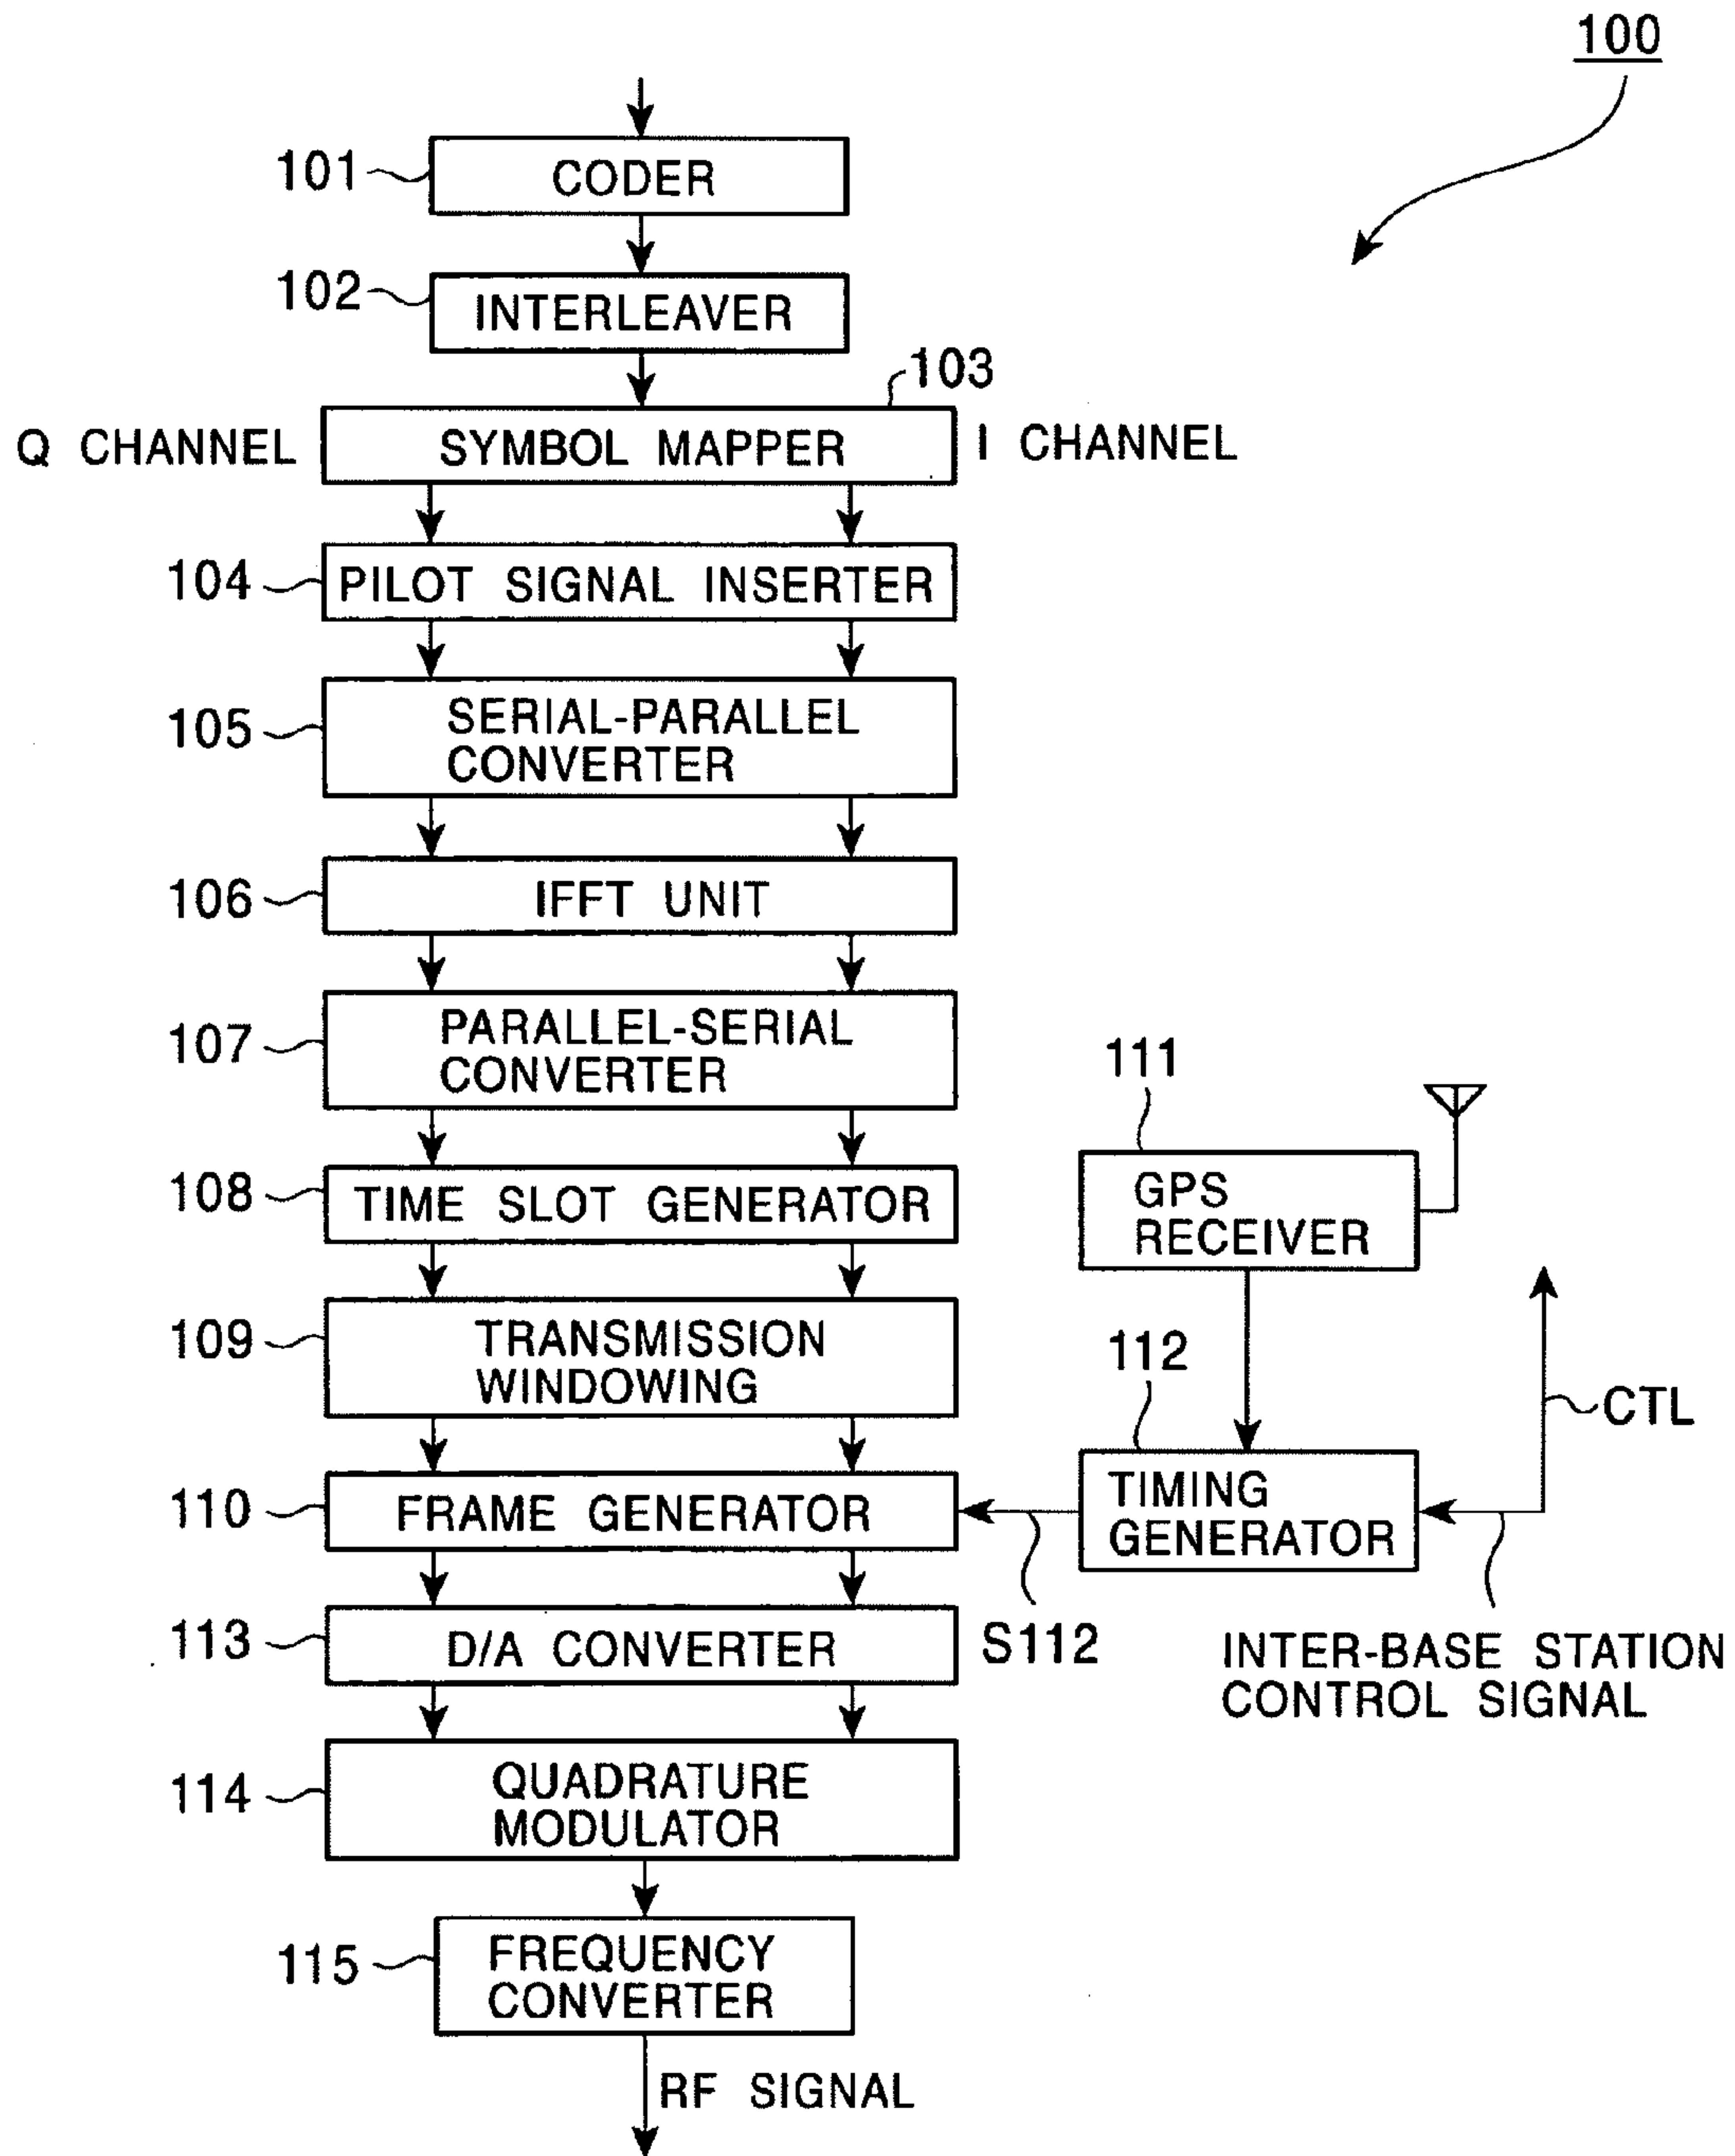 100
101
CODER
102
INTERLEAVER
103
Q CHANNEL
SYMBOL MAPPER
I CHANNEL
104
PILOT SIGNAL INSERTER
105
SERIAL-PARALLEL
CONVERTER
106
IFFT UNIT
107
PARALLEL-SERIAL
CONVERTER
108
TIME SLOT GENERATOR
111
GPS
RECEIVER
109
TRANSMISSION
WINDOWING
112
CTL
110
FRAME GENERATOR
TIMING
GENERATOR
113
D/A CONVERTER
S112
INTER-BASE STATION
CONTROL SIGNAL
114
QUADRATURE
MODULATOR
115
FREQUENCY
CONVERTER
RF SIGNAL